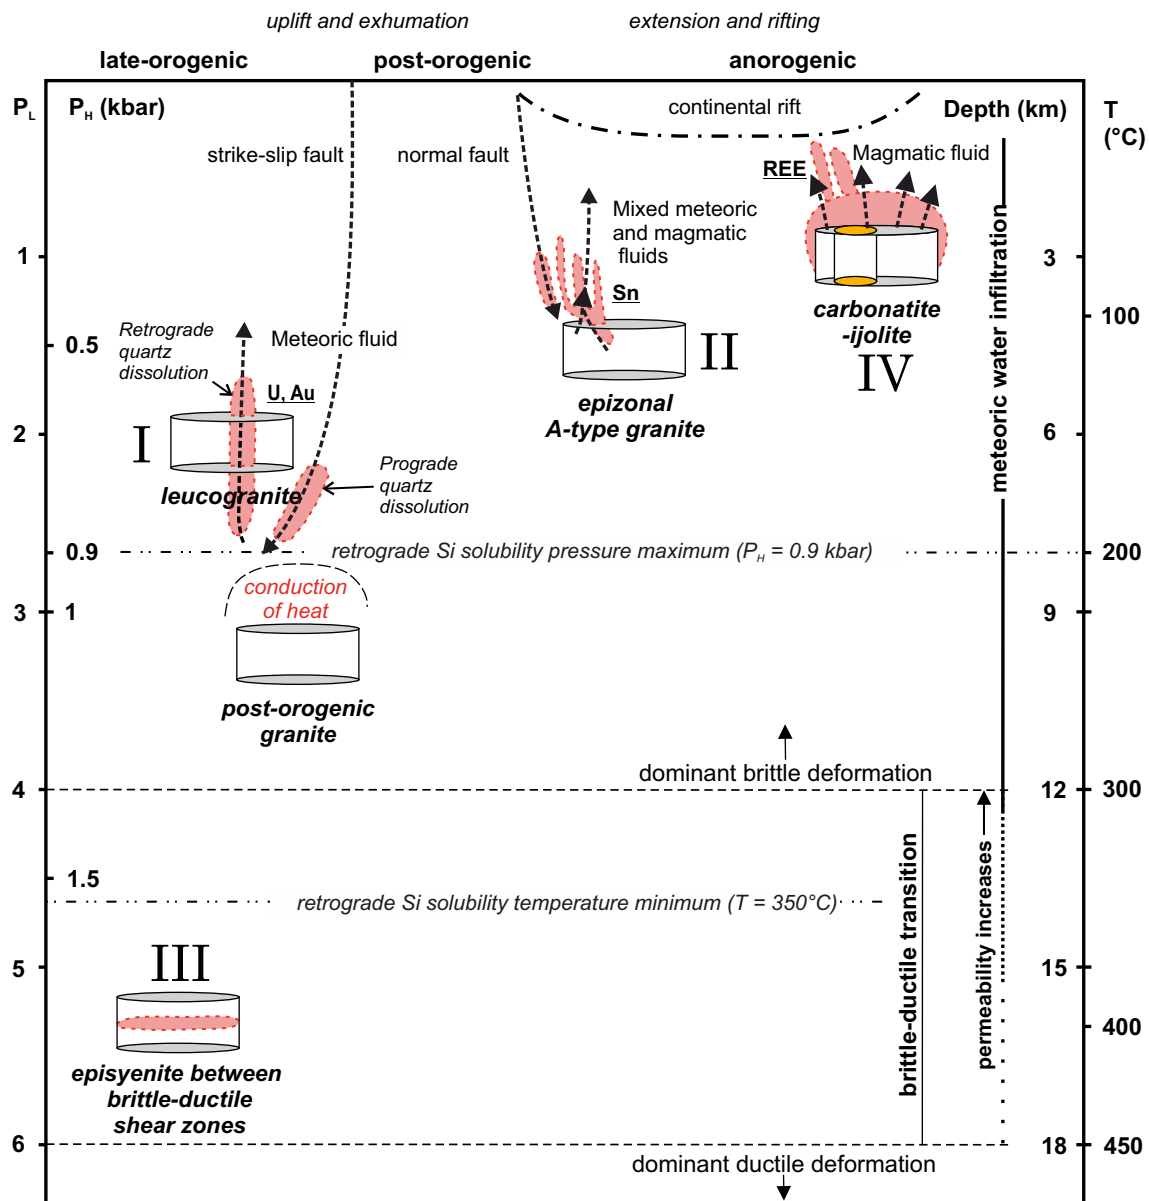 uplift and exhumation
extension and rifting
late-orogenic
post-orogenic
anorogenic
P_L
P_H (kbar)
continental rift
Depth (km)
T
(°C)
strike-slip fault
normal fault
REE
Magmatic fluid
Mixed meteoric
and magmatic
fluids
1
3
Sn
carbonatite
-ijolite
IV
100
Retrograde
quartz
dissolution
Meteoric fluid
0.5
II
U, Au
epizonal
A-type granite
meteoric water infiltration
2
I
6
leucogranite
Prograde
quartz
dissolution
0.9
retrograde Si solubility pressure maximum (P_H = 0.9 kbar)
200
conduction
of heat
3
1
9
post-orogenic
granite
dominant brittle deformation
4
12
300
1.5
retrograde Si solubility temperature minimum (T = 350°C)
brittle-ductile transition
permeability increases
III
5
15
400
episyenite between
brittle-ductile
shear zones
6
18
450
dominant ductile deformation